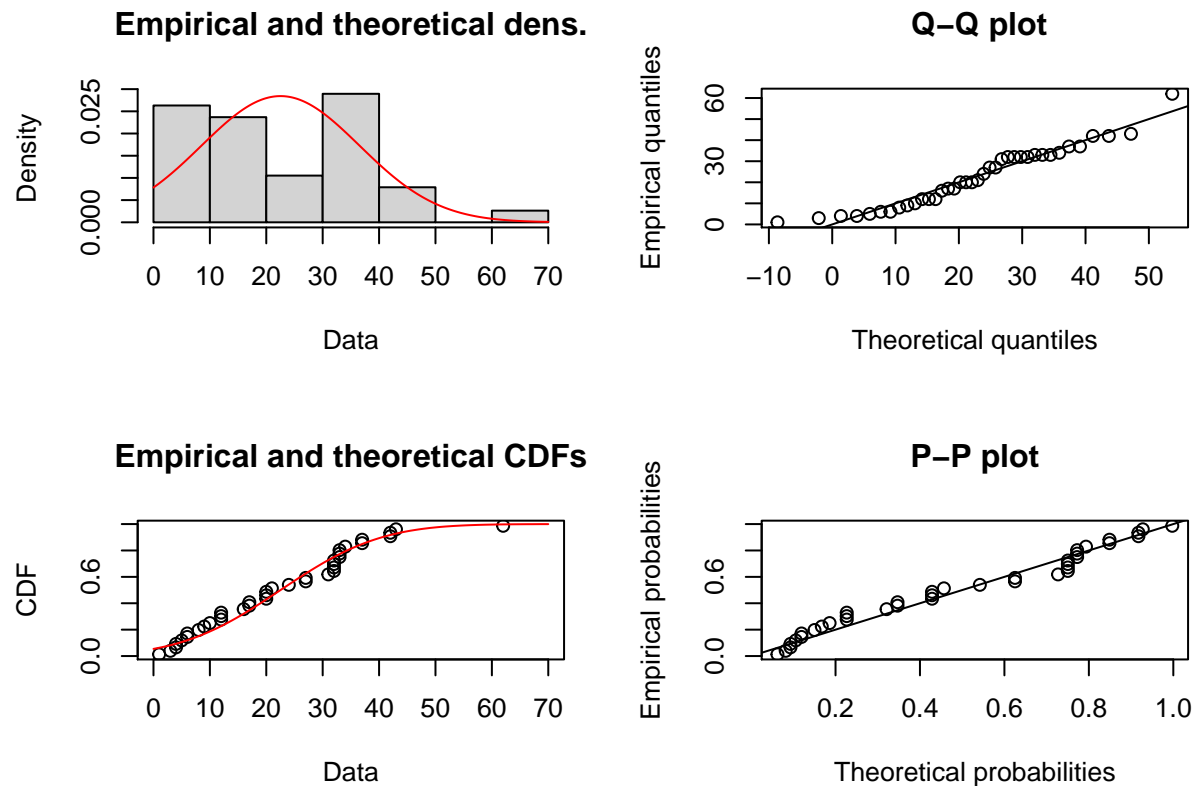 Empirical and theoretical dens.
Density
0.000
0.025
0 10 20 30 40 50 60 70
Data
Q−Q plot
Empirical quantiles
0
30
60
−10 0 10 20 30 40 50
Theoretical quantiles
Empirical and theoretical CDFs
CDF
0.0
0.6
0 10 20 30 40 50 60 70
Data
P−P plot
Empirical probabilities
0.0
0.6
0.2 0.4 0.6 0.8 1.0
Theoretical probabilities